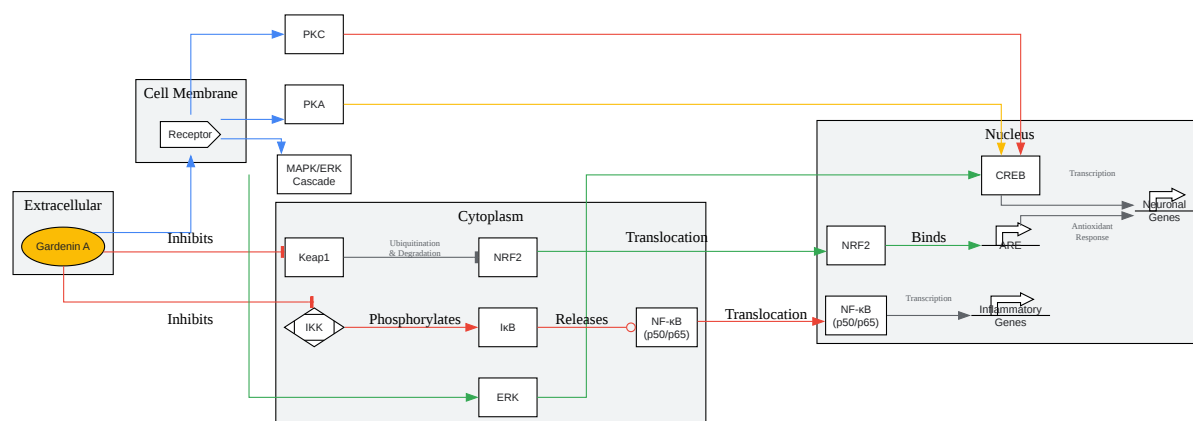 PKC
Cell Membrane
PKA
Receptor
Nucleus
MAPK/ERK
Cascade
CREB
Transcription
Extracellular
Neuronal
Genes
Cytoplasm
Gardenin A
Inhibits
Ubiquitination
& Degradation
Translocation
Binds
Antioxidant
Response
Keap1
NRF2
NRF2
ARE
Inhibits
IKK
Phosphorylates
IκB
Releases
NF-κB
(p50/p65)
Translocation
NF-κB
(p50/p65)
Transcription
Inflammatory
Genes
ERK